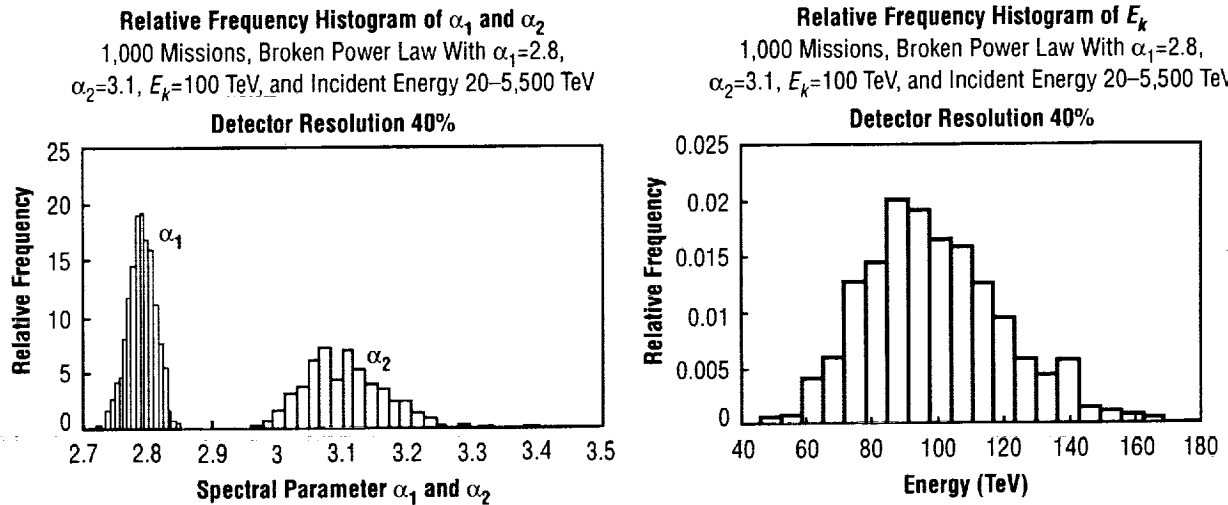 Relative Frequency Histogram of α₁ and α₂
1,000 Missions, Broken Power Law With α₁=2.8,
α₂=3.1, Eₖ=100 TeV, and Incident Energy 20–5,500 TeV
Detector Resolution 40%
Relative Frequency
25
20
15
10
5
0
α₁
α₂
2.7 2.8 2.9 3 3.1 3.2 3.3 3.4 3.5
Spectral Parameter α₁ and α₂
Relative Frequency Histogram of Eₖ
1,000 Missions, Broken Power Law With α₁=2.8,
α₂=3.1, Eₖ=100 TeV, and Incident Energy 20–5,500 TeV
Detector Resolution 40%
Relative Frequency
0.025
0.02
0.015
0.01
0.005
0
40 60 80 100 120 140 160 180
Energy (TeV)